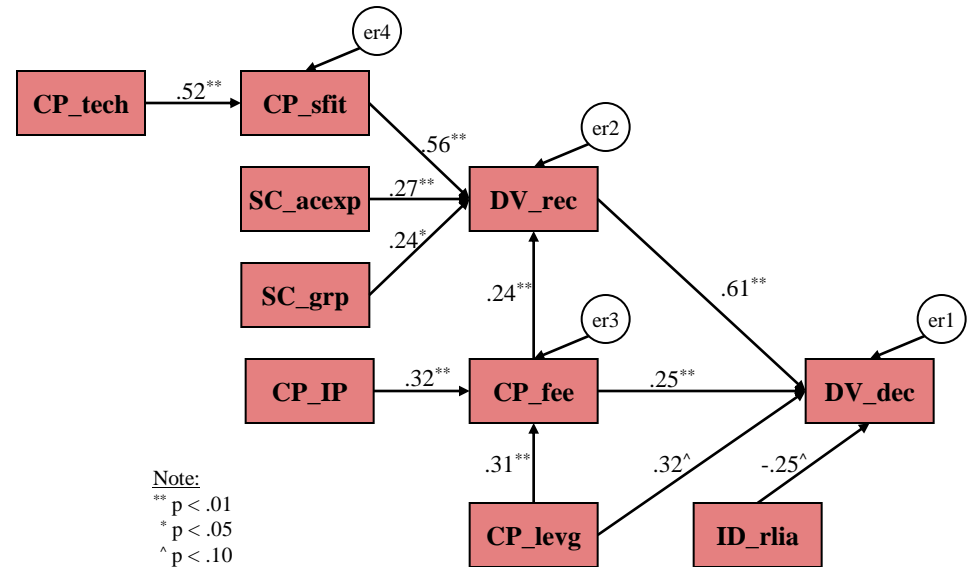 er4
CP_tech
.52**
CP_sfit
.56**
er2
SC_acexp
.27**
DV_rec
.24*
SC_grp
.24**
.61**
er3
er1
CP_IP
.32**
CP_fee
.25**
DV_dec
.31**
.32^
-.25^
Note:
** p < .01
* p < .05
^ p < .10
CP_levg
ID_rlia